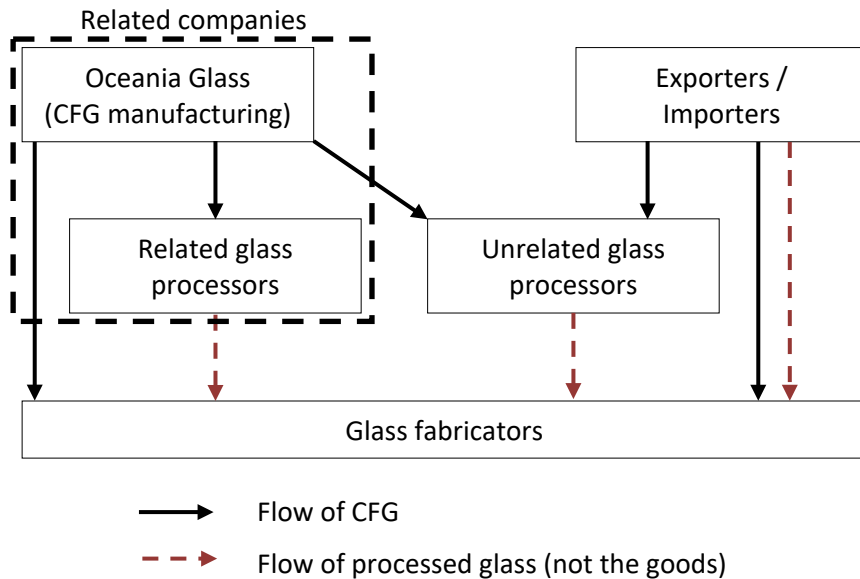 Related companies
Oceania Glass
(CFG manufacturing)
Exporters /
Importers
Related glass
processors
Unrelated glass
processors
Glass fabricators
Flow of CFG
Flow of processed glass (not the goods)